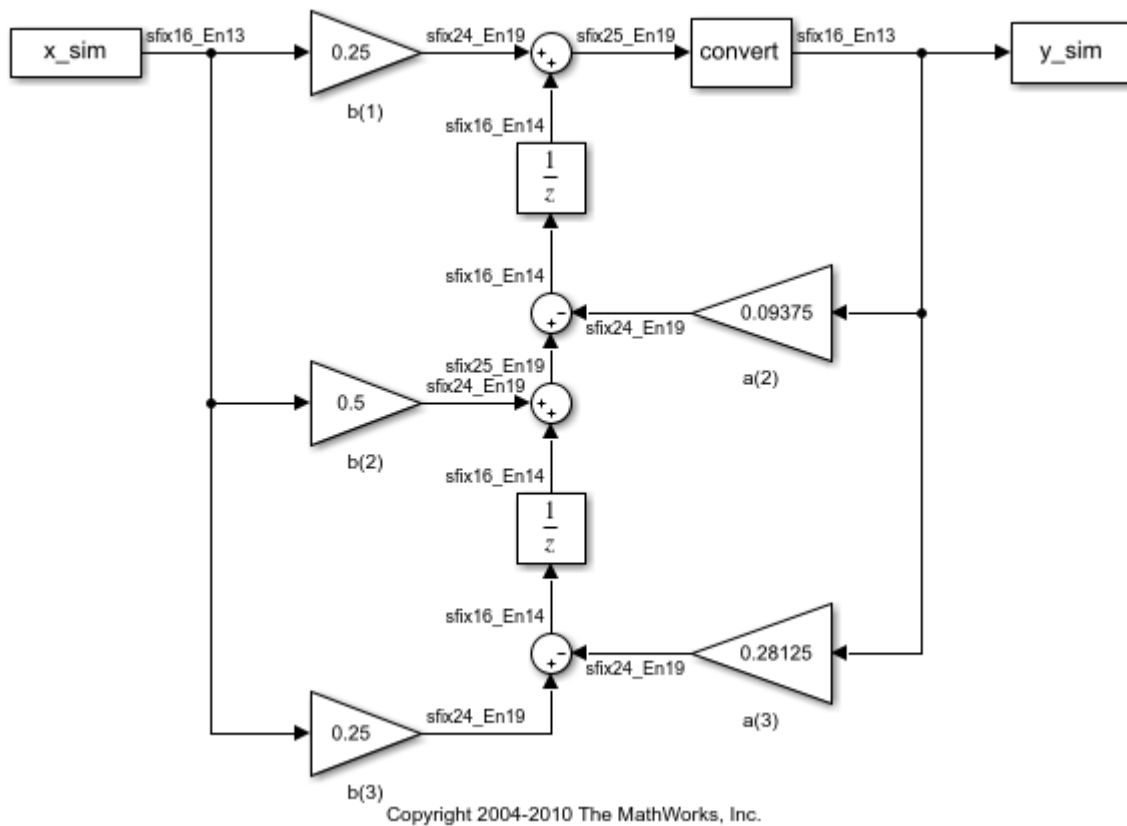 x_sim
sfix16_En13
0.25
b(1)
sfix24_En19
sfix25_En19
convert
sfix16_En13
y_sim
sfix16_En14
1
z
sfix16_En14
sfix24_En19
0.09375
a(2)
sfix25_En19
0.5
b(2)
sfix24_En19
sfix16_En14
1
z
sfix16_En14
sfix24_En19
0.28125
a(3)
0.25
b(3)
sfix24_En19
Copyright 2004-2010 The MathWorks, Inc.